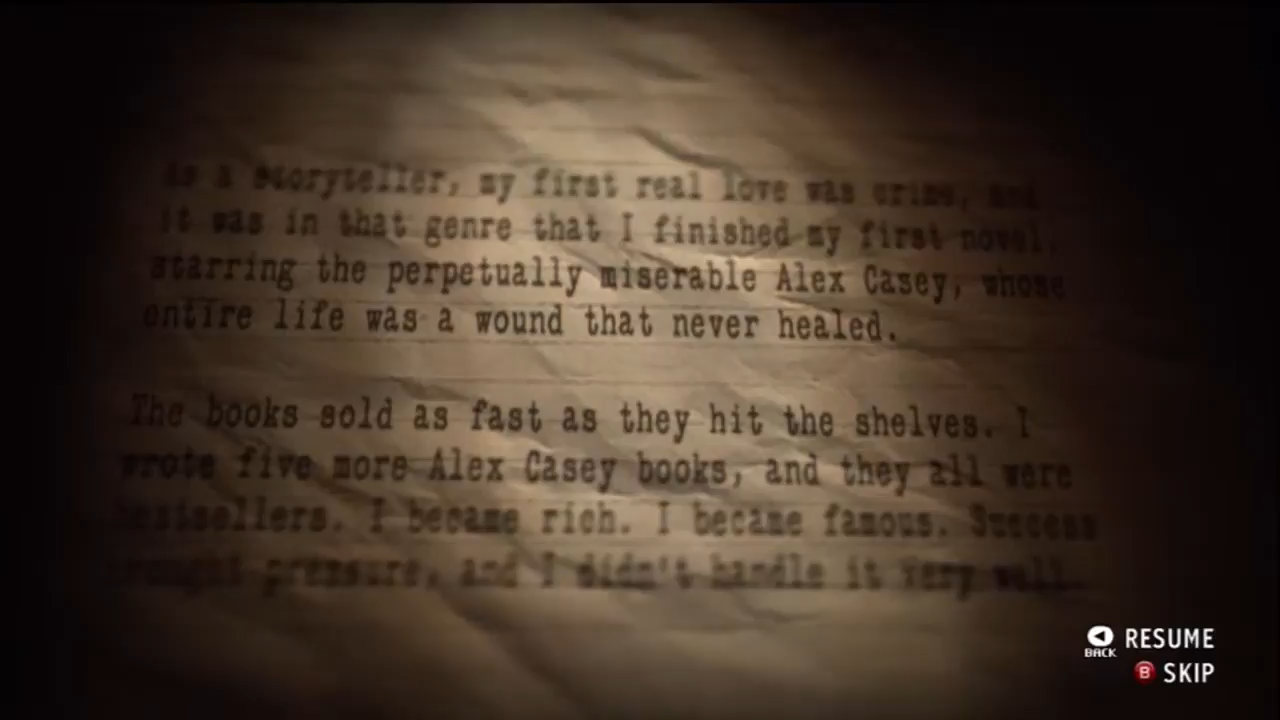 is a storyteller, my first real love was crime, and
it was in that genre that I finished my first novel,
starring the perpetually miserable Alex Casey, whose
entire life was a wound that never healed.
The books sold as fast as they hit the shelves. I
wrote five more Alex Casey books, and they all were
bestsellers. I became rich. I became famous. Success
brought pressure, and I didn't handle it very well.
BACK RESUME
B SKIP